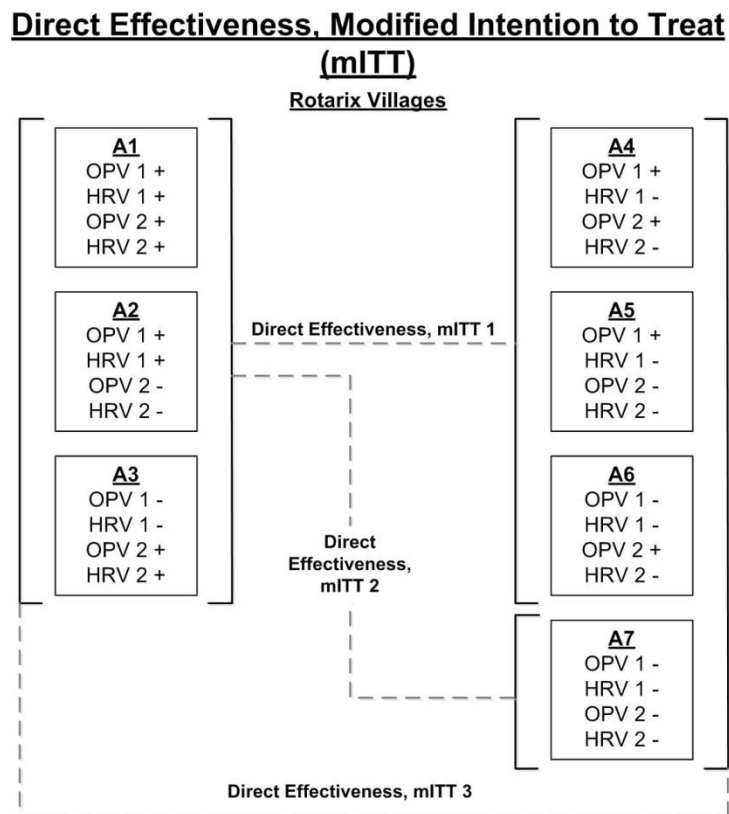 Direct Effectiveness, Modified Intention to Treat
(mITT)
Rotarix Villages
A1
OPV 1 +
HRV 1 +
OPV 2 +
HRV 2 +
A2
OPV 1 +
HRV 1 +
OPV 2 -
HRV 2 -
A3
OPV 1 -
HRV 1 -
OPV 2 +
HRV 2 +
Direct Effectiveness, mITT 1
Direct
Effectiveness,
mITT 2
A4
OPV 1 +
HRV 1 -
OPV 2 +
HRV 2 -
A5
OPV 1 +
HRV 1 -
OPV 2 -
HRV 2 -
A6
OPV 1 -
HRV 1 -
OPV 2 +
HRV 2 -
A7
OPV 1 -
HRV 1 -
OPV 2 -
HRV 2 -
Direct Effectiveness, mITT 3